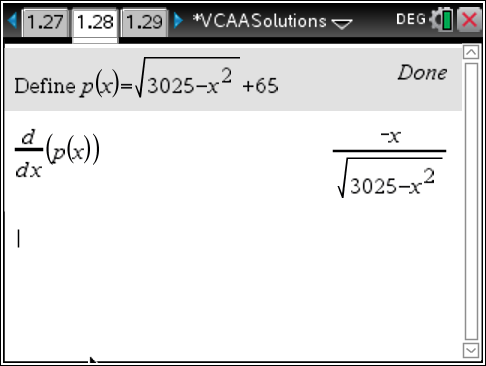 1.27 1.28 1.29 *VCAASolutions DEG
Define p(x)=√(3025−x²) +65 Done
d/dx(p(x)) -x/√(3025−x²)